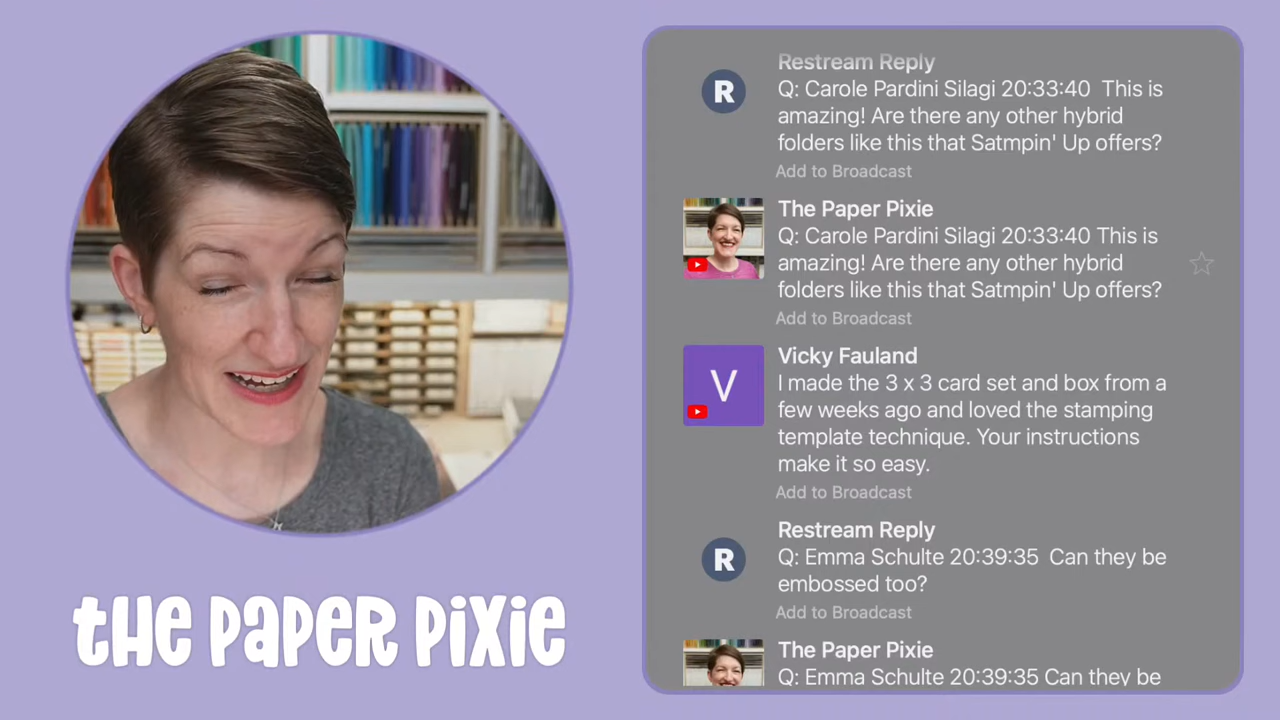 the paper pixie
Restream Reply
R
Q: Carole Pardini Silagi 20:33:40 This is
amazing! Are there any other hybrid
folders like this that Satmpin' Up offers?
Add to Broadcast
The Paper Pixie
Q: Carole Pardini Silagi 20:33:40 This is
amazing! Are there any other hybrid
folders like this that Satmpin' Up offers?
Add to Broadcast
V
Vicky Fauland
I made the 3 x 3 card set and box from a
few weeks ago and loved the stamping
template technique. Your instructions
make it so easy.
Add to Broadcast
R
Restream Reply
Q: Emma Schulte 20:39:35 Can they be
embossed too?
Add to Broadcast
The Paper Pixie
Q: Emma Schulte 20:39:35 Can they be